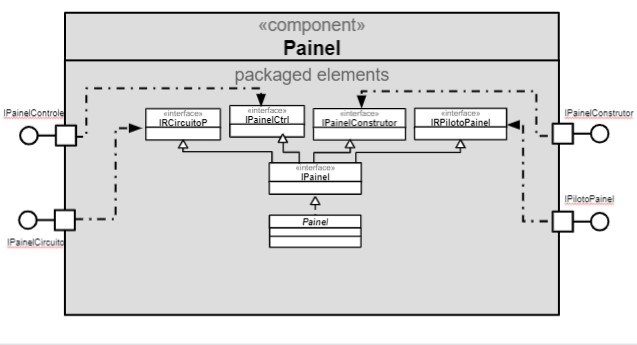 «component»
Painel
packaged elements
IPainelControle
IPainelConstrutor
«interface»
IRCircuitoP
«interface»
IPainelCtrl
«interface»
IPainelConstrutor
«interface»
IRPilotoPainel
«interface»
IPainel
IPilotoPainel
Painel
IPainelCircuito